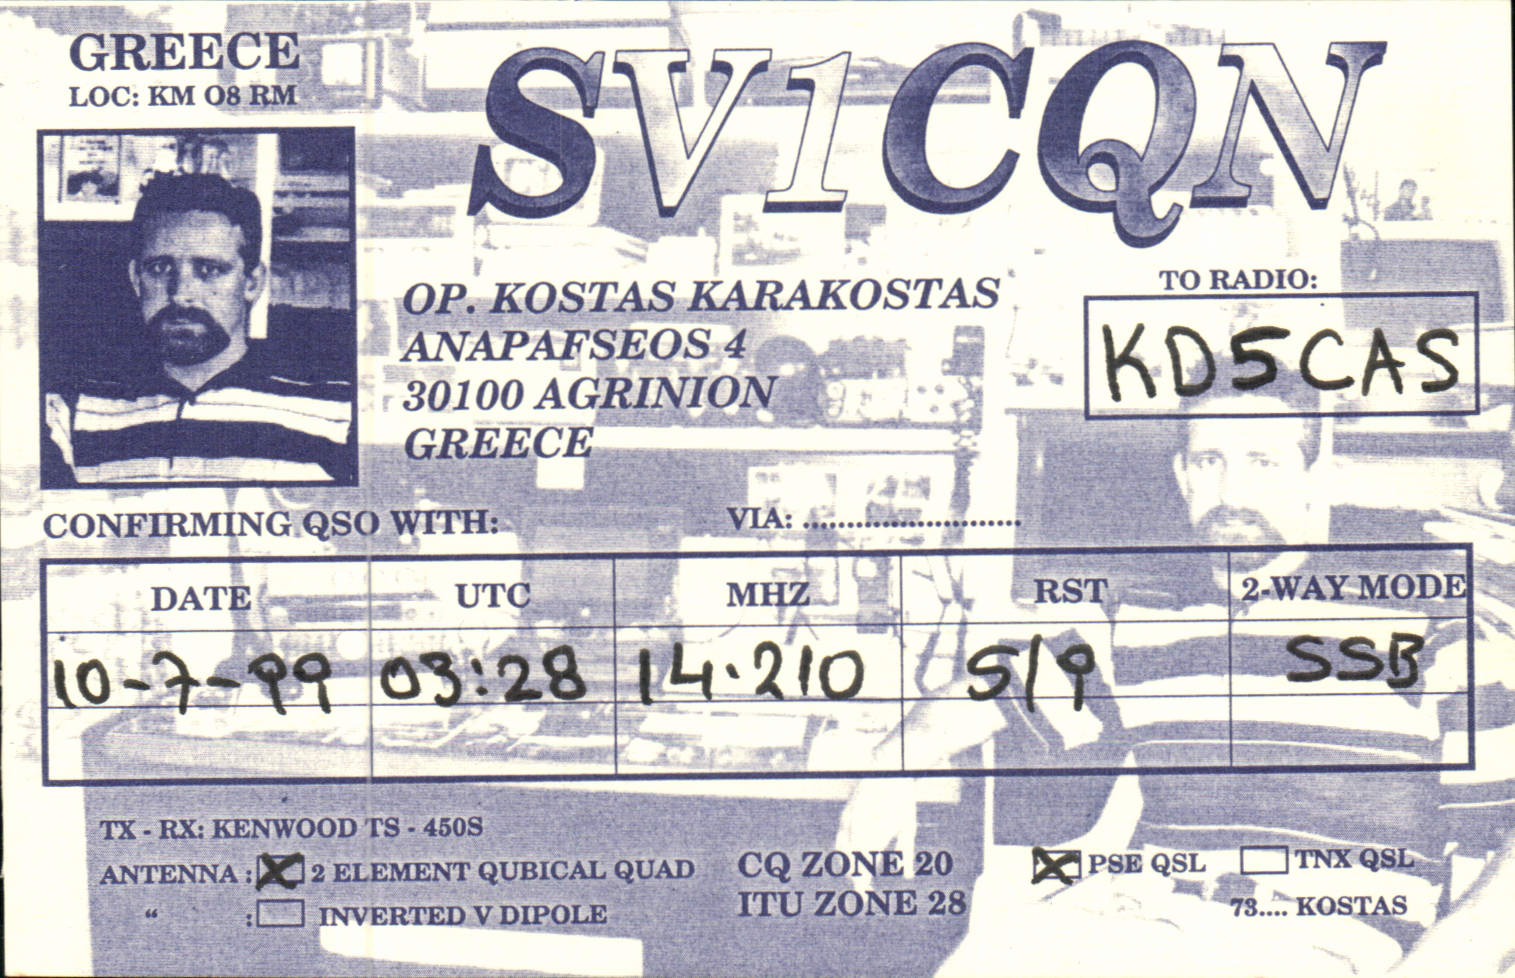 GREECE
LOC: KM O8 RM
SV1CQN
OP. KOSTAS KARAKOSTAS
ANAPAFSEOS 4
30100 AGRINION
GREECE
TO RADIO:
KD5CAS
CONFIRMING QSO WITH:
VIA: ........................
DATE UTC MHZ RST 2-WAY MODE
10-7-99 03:28 14.210 5/9 SSB
TX - RX: KENWOOD TS - 450S
ANTENNA : 2 ELEMENT QUBICAL QUAD
" : INVERTED V DIPOLE
CQ ZONE 20
ITU ZONE 28
PSE QSL TNX QSL
73.... KOSTAS